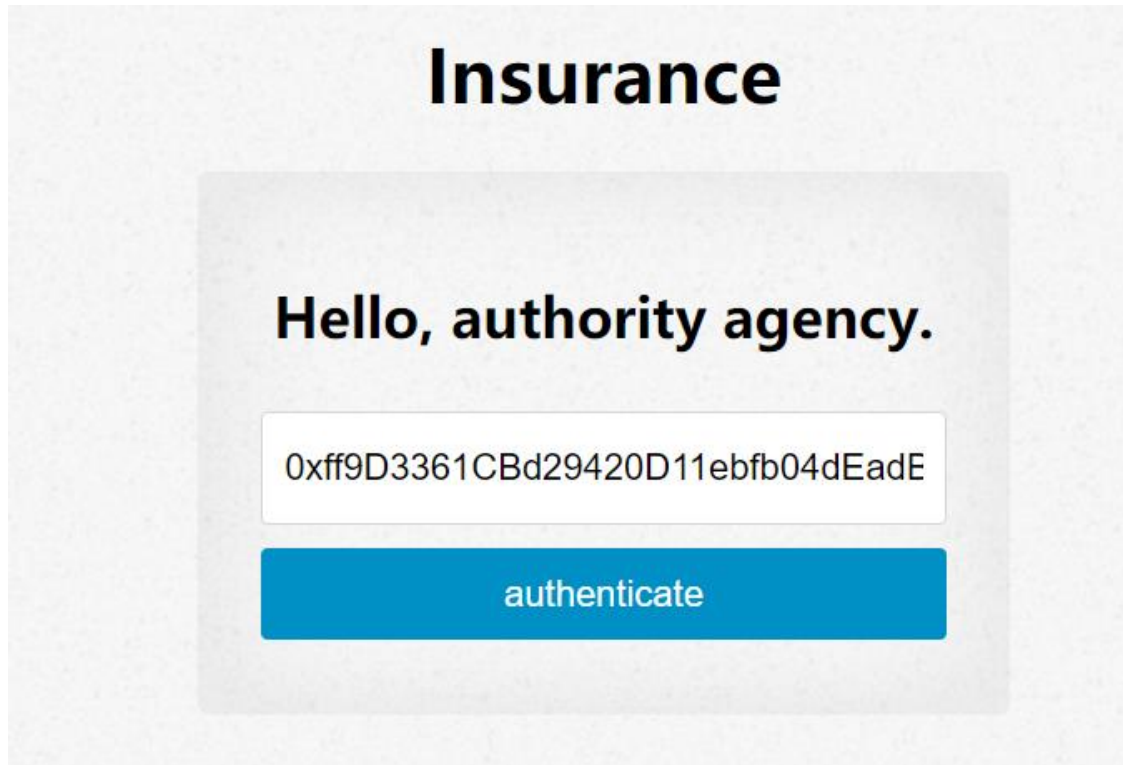 Insurance
Hello, authority agency.
0xff9D3361CBd29420D11ebfb04dEadE
authenticate